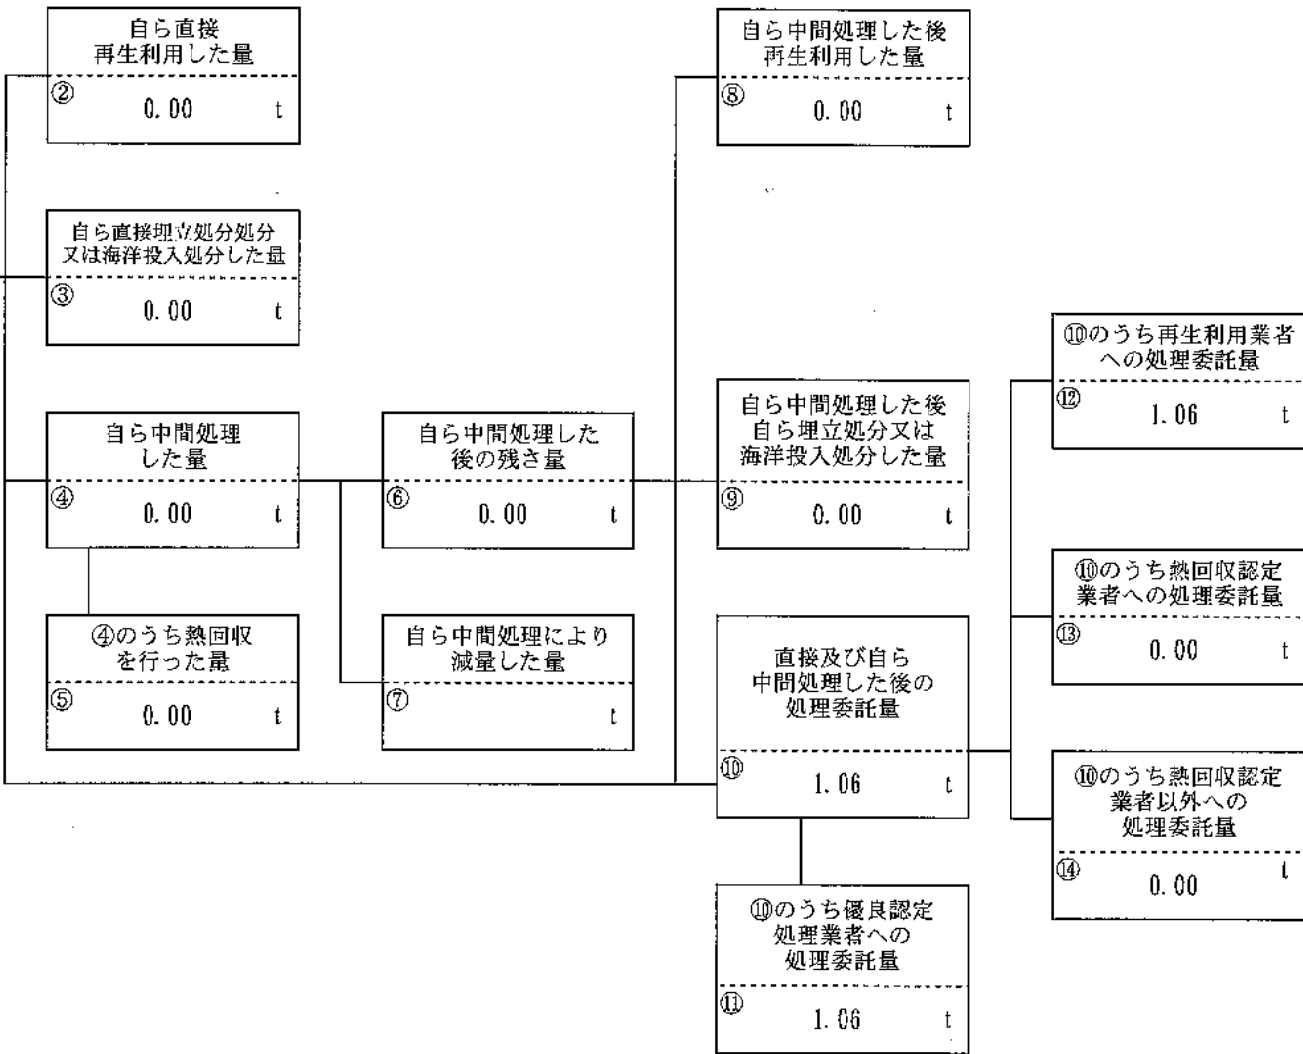 自ら直接
再生利用した量
②
0.00 t
自ら直接埋立処分処分
又は海洋投入処分した量
③
0.00 t
自ら中間処理
した量
④
0.00 t
④のうち熱回収
を行った量
⑤
0.00 t
自ら中間処理した
後の残さ量
⑥
0.00 t
自ら中間処理により
減量した量
⑦
t
自ら中間処理した後
再生利用した量
⑧
0.00 t
自ら中間処理した後
自ら埋立処分又は
海洋投入処分した量
⑨
0.00 t
直接及び自ら
中間処理した後の
処理委託量
⑩
1.06 t
⑩のうち優良認定
処理業者への
処理委託量
⑪
1.06 t
⑩のうち再生利用業者
への処理委託量
⑫
1.06 t
⑩のうち熱回収認定
業者への処理委託量
⑬
0.00 t
⑩のうち熱回収認定
業者以外への
処理委託量
⑭
0.00 t